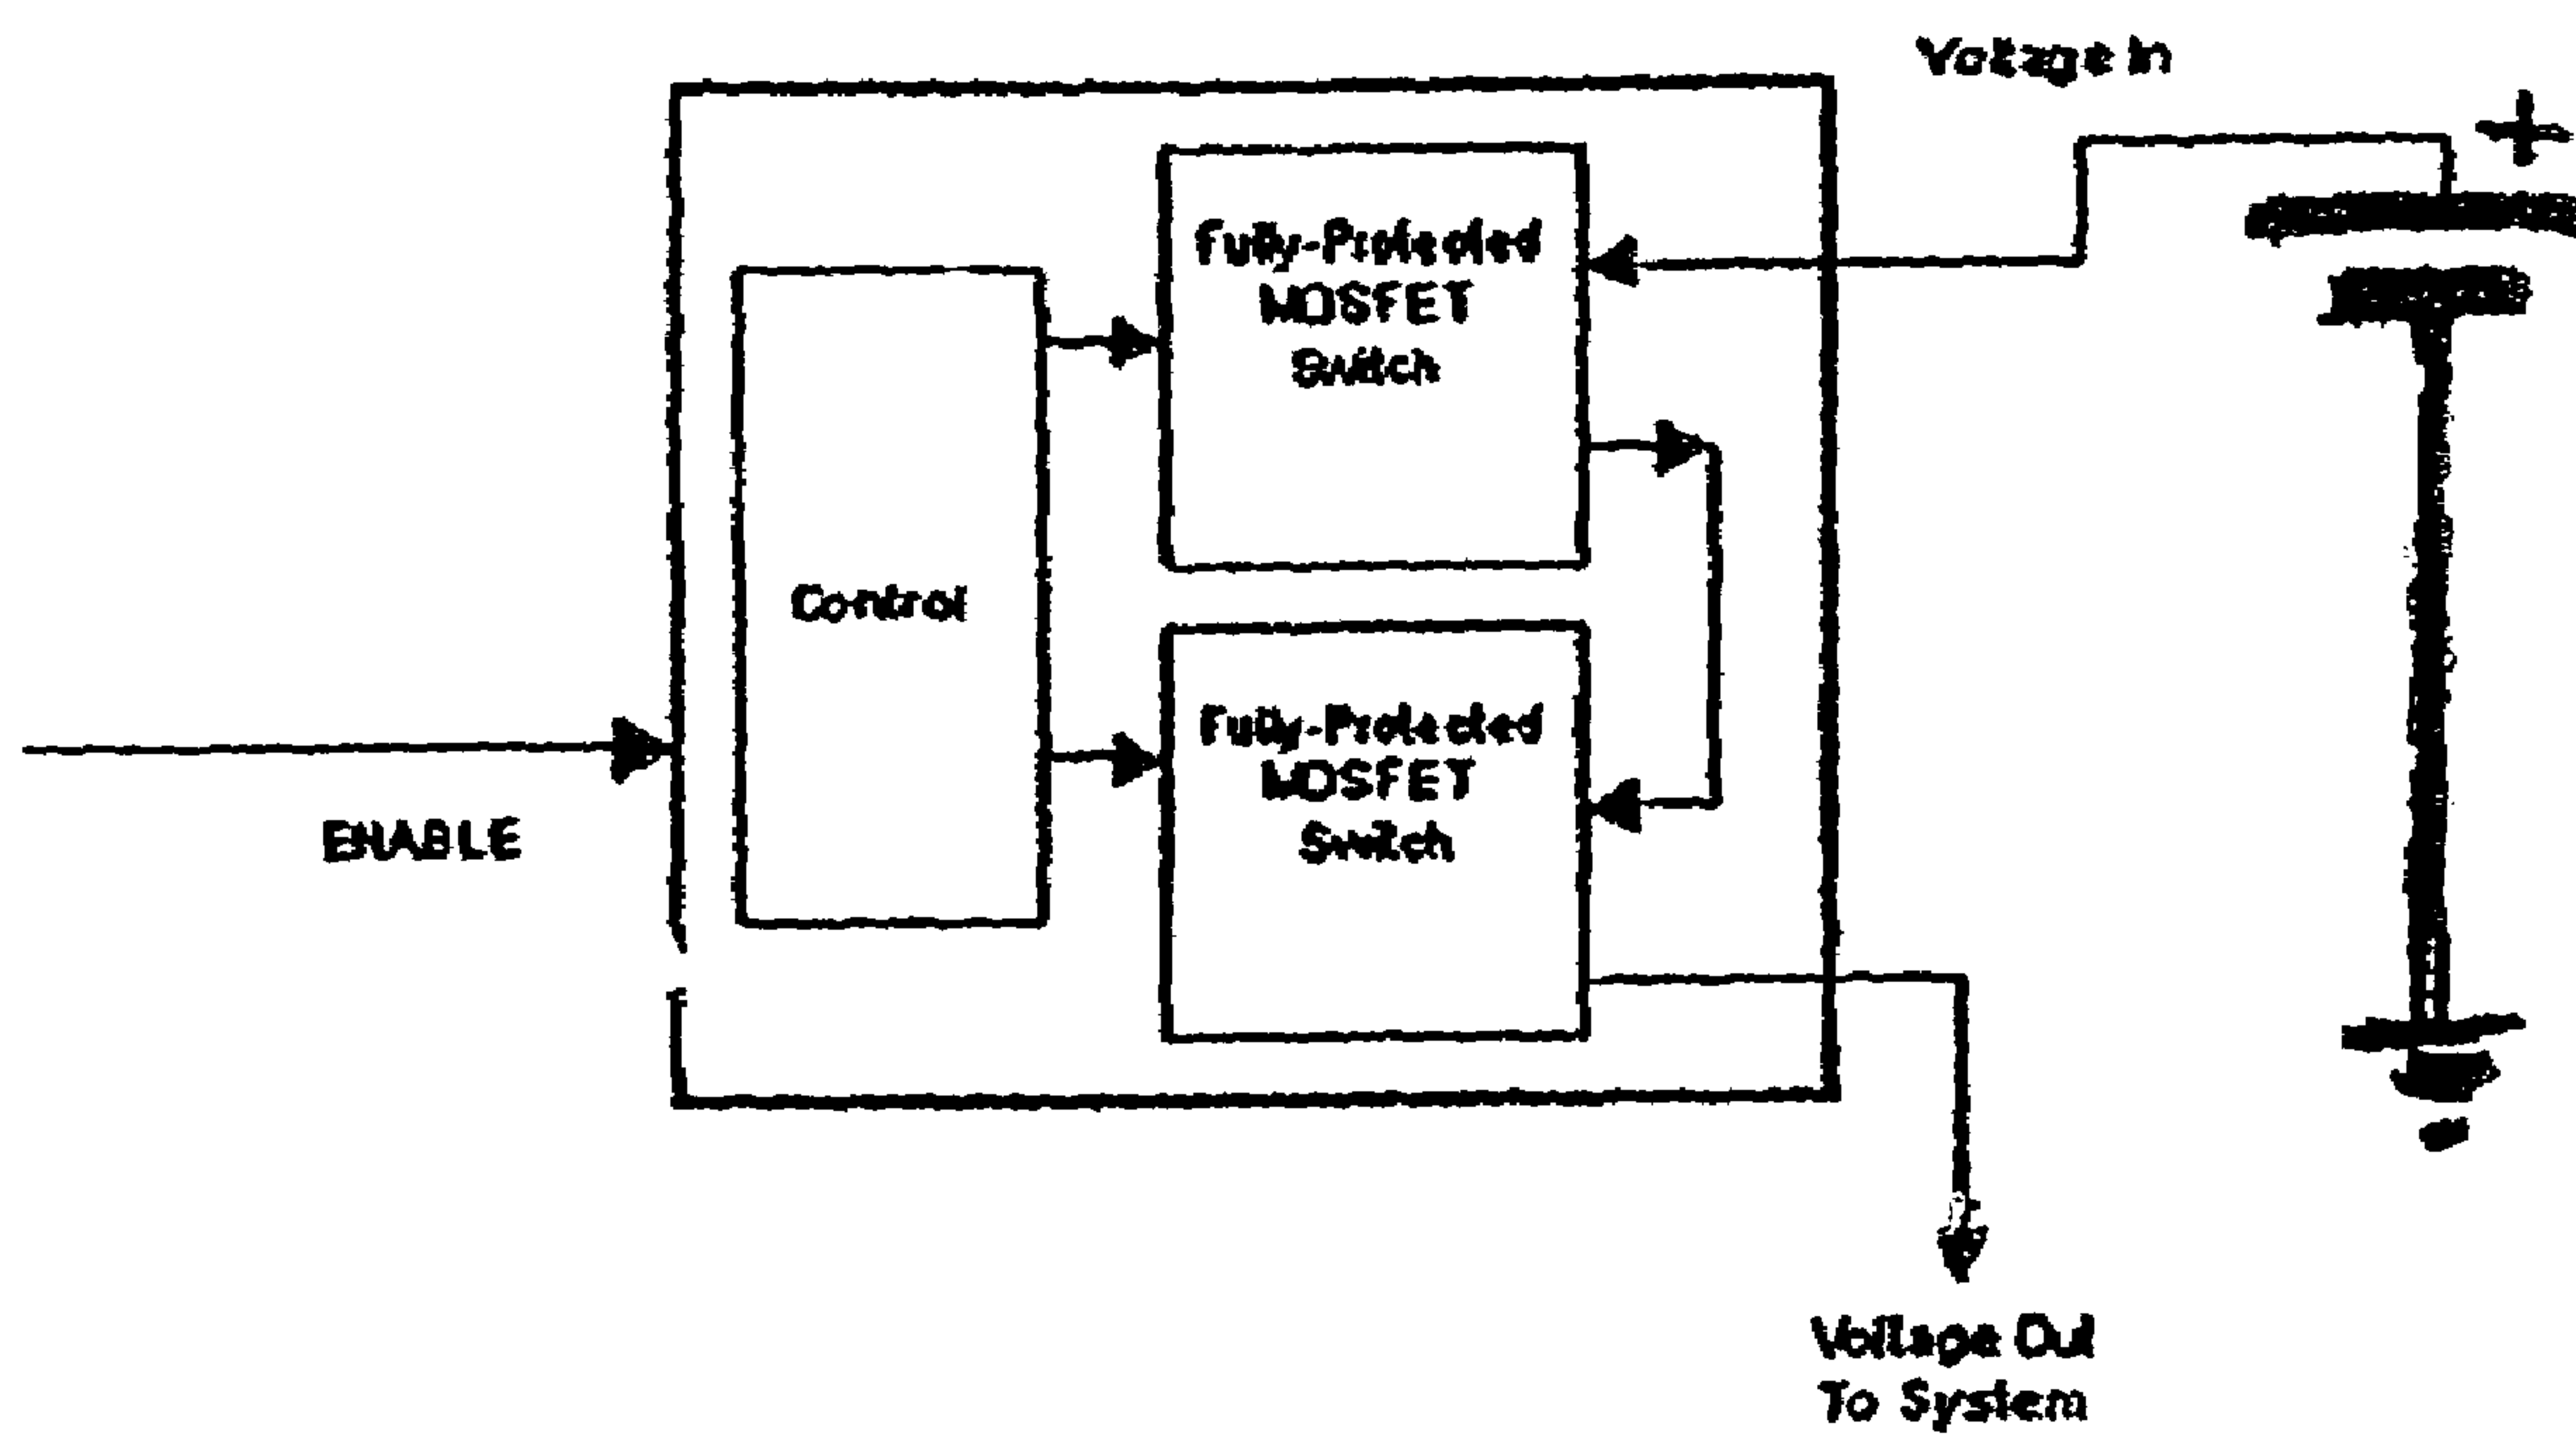 Voltage In
+
Fully-Protected
MOSFET
Switch
Control
Fully-Protected
MOSFET
Switch
ENABLE
Voltage Out
To System